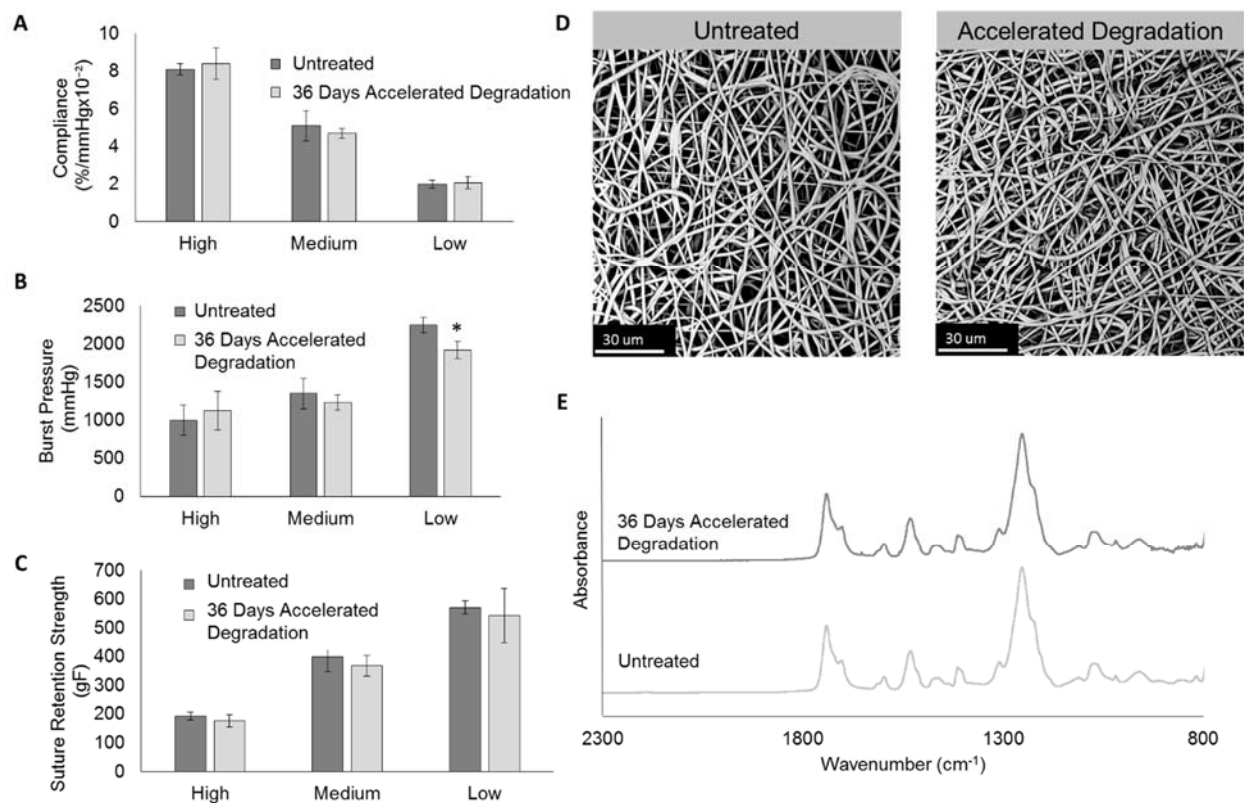 A
Compliance
(%/mmHgx10⁻²)
10
8
6
4
2
0
Untreated
36 Days Accelerated Degradation
High
Medium
Low
B
Burst Pressure
(mmHg)
2500
2000
1500
1000
500
0
Untreated
36 Days Accelerated
Degradation
*
High
Medium
Low
C
Suture Retention Strength
(gF)
700
600
500
400
300
200
100
0
Untreated
36 Days Accelerated
Degradation
High
Medium
Low
D
Untreated
30 um
Accelerated Degradation
30 um
E
Absorbance
36 Days Accelerated
Degradation
Untreated
2300
1800
1300
800
Wavenumber (cm⁻¹)